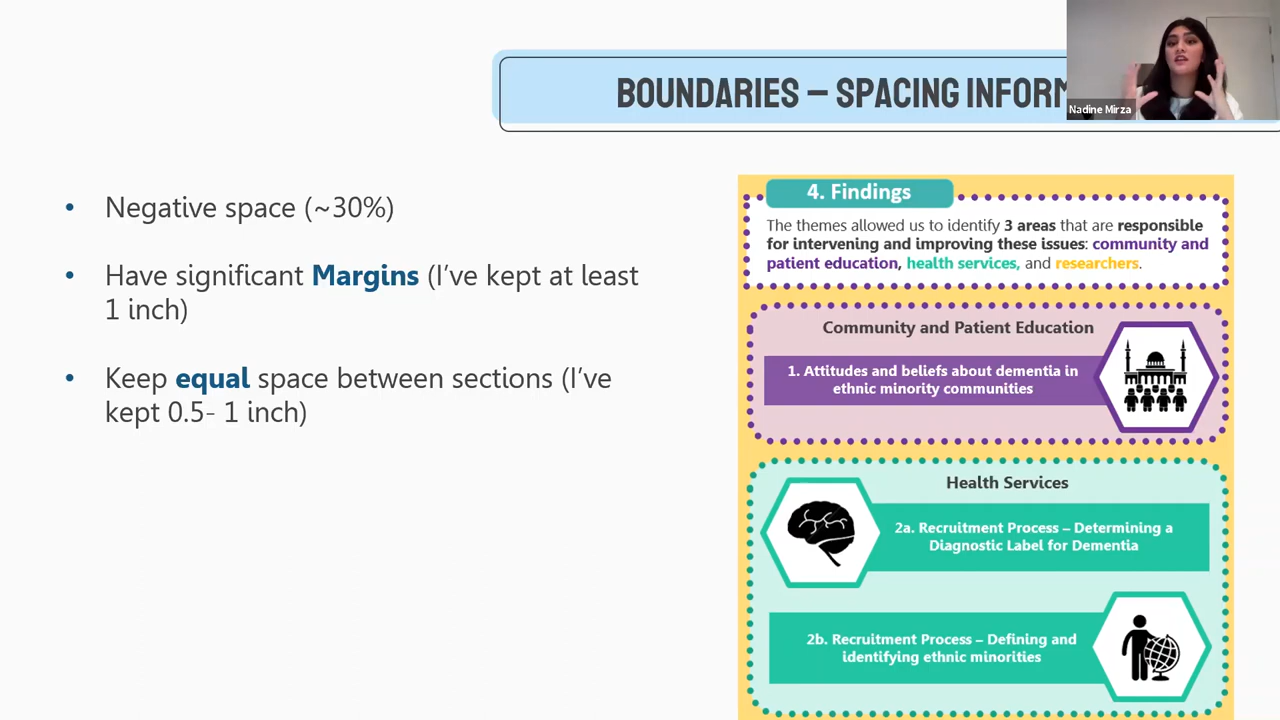 BOUNDARIES – SPACING
Nadine Mirza
• Negative space (~30%)
• Have significant Margins (I’ve kept at least
1 inch)
• Keep equal space between sections (I’ve
kept 0.5- 1 inch)
4. Findings
The themes allowed us to identify 3 areas that are responsible
for intervening and improving these issues: community and
patient education, health services, and researchers.
Community and Patient Education
1. Attitudes and beliefs about dementia in
ethnic minority communities
Health Services
2a. Recruitment Process – Determining a
Diagnostic Label for Dementia
2b. Recruitment Process – Defining and
identifying ethnic minorities